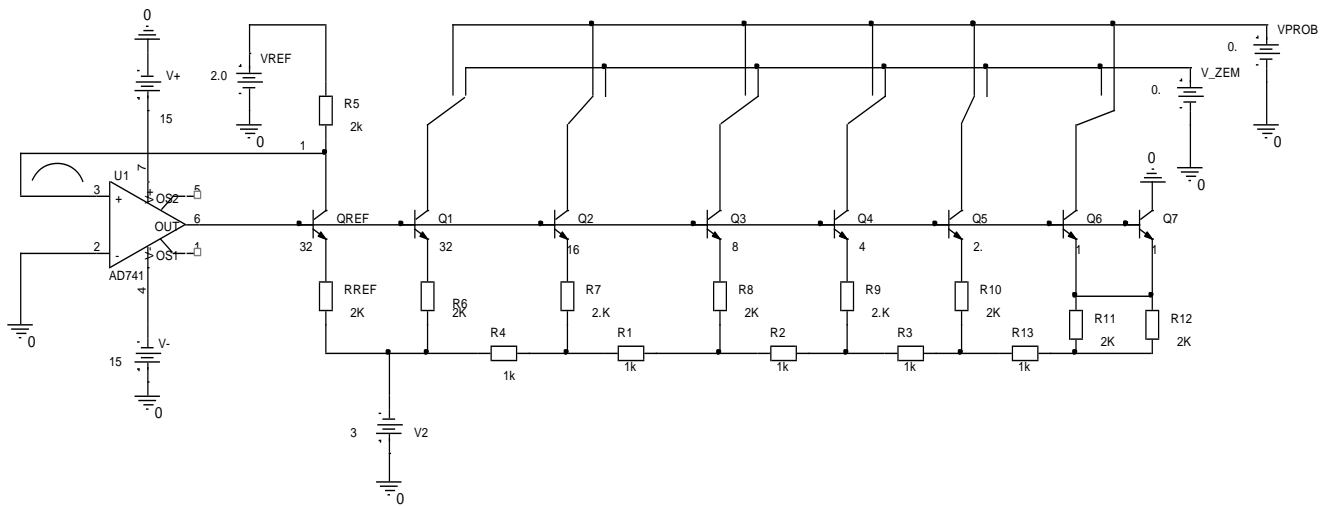 0
V+
15
VREF
2.0
0
R5
2k
VPROB
0.
0
V_ZEM
0.
0
1
U1
7
3
+
V+
OS2
5
OUT
6
2
-
V-
OS1
1
AD741
4
0
V-
15
0
QREF
32
Q1
32
Q2
16
Q3
8
Q4
4
Q5
2.
Q6
1
Q7
1
0
RREF
2K
R6
2K
R7
2.K
R8
2K
R9
2.K
R10
2K
R11
2K
R12
2K
R4
1k
R1
1k
R2
1k
R3
1k
R13
1k
3
V2
0